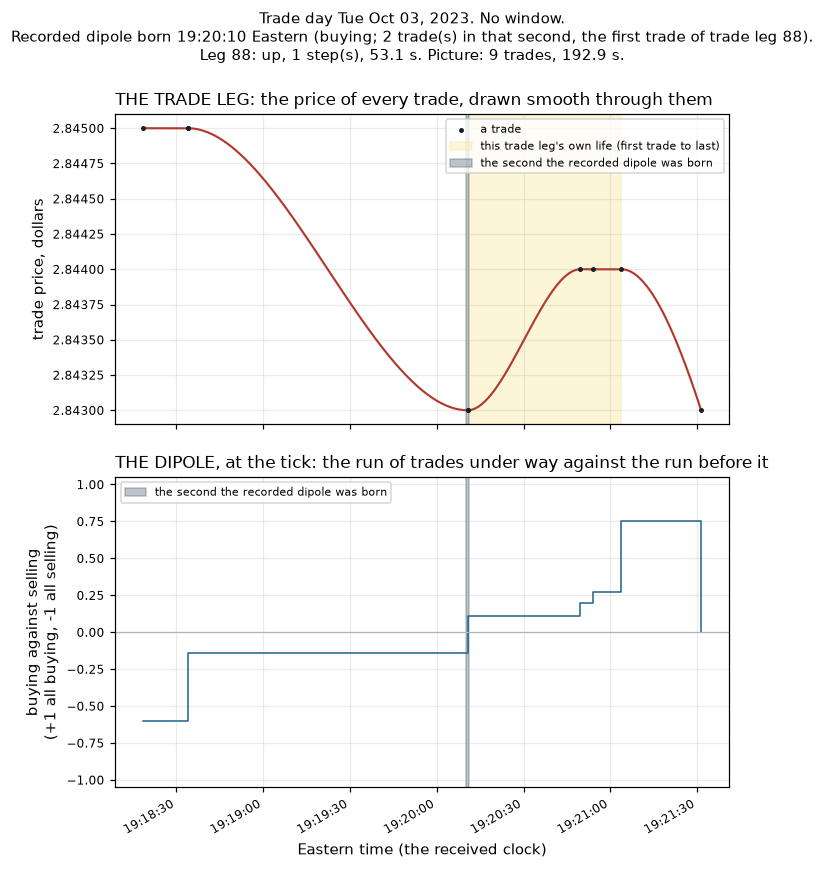 Trade day Tue Oct 03, 2023. No window.
Recorded dipole born 19:20:10 Eastern (buying; 2 trade(s) in that second, the first trade of trade leg 88).
Leg 88: up, 1 step(s), 53.1 s. Picture: 9 trades, 192.9 s.
THE TRADE LEG: the price of every trade, drawn smooth through them
a trade
this trade leg's own life (first trade to last)
the second the recorded dipole was born
2.84500
2.84475
2.84450
2.84425
2.84400
2.84375
2.84350
2.84325
2.84300
trade price, dollars
THE DIPOLE, at the tick: the run of trades under way against the run before it
the second the recorded dipole was born
1.00
0.75
0.50
0.25
0.00
−0.25
−0.50
−0.75
−1.00
buying against selling
(+1 all buying, -1 all selling)
19:18:30
19:19:00
19:19:30
19:20:00
19:20:30
19:21:00
19:21:30
Eastern time (the received clock)